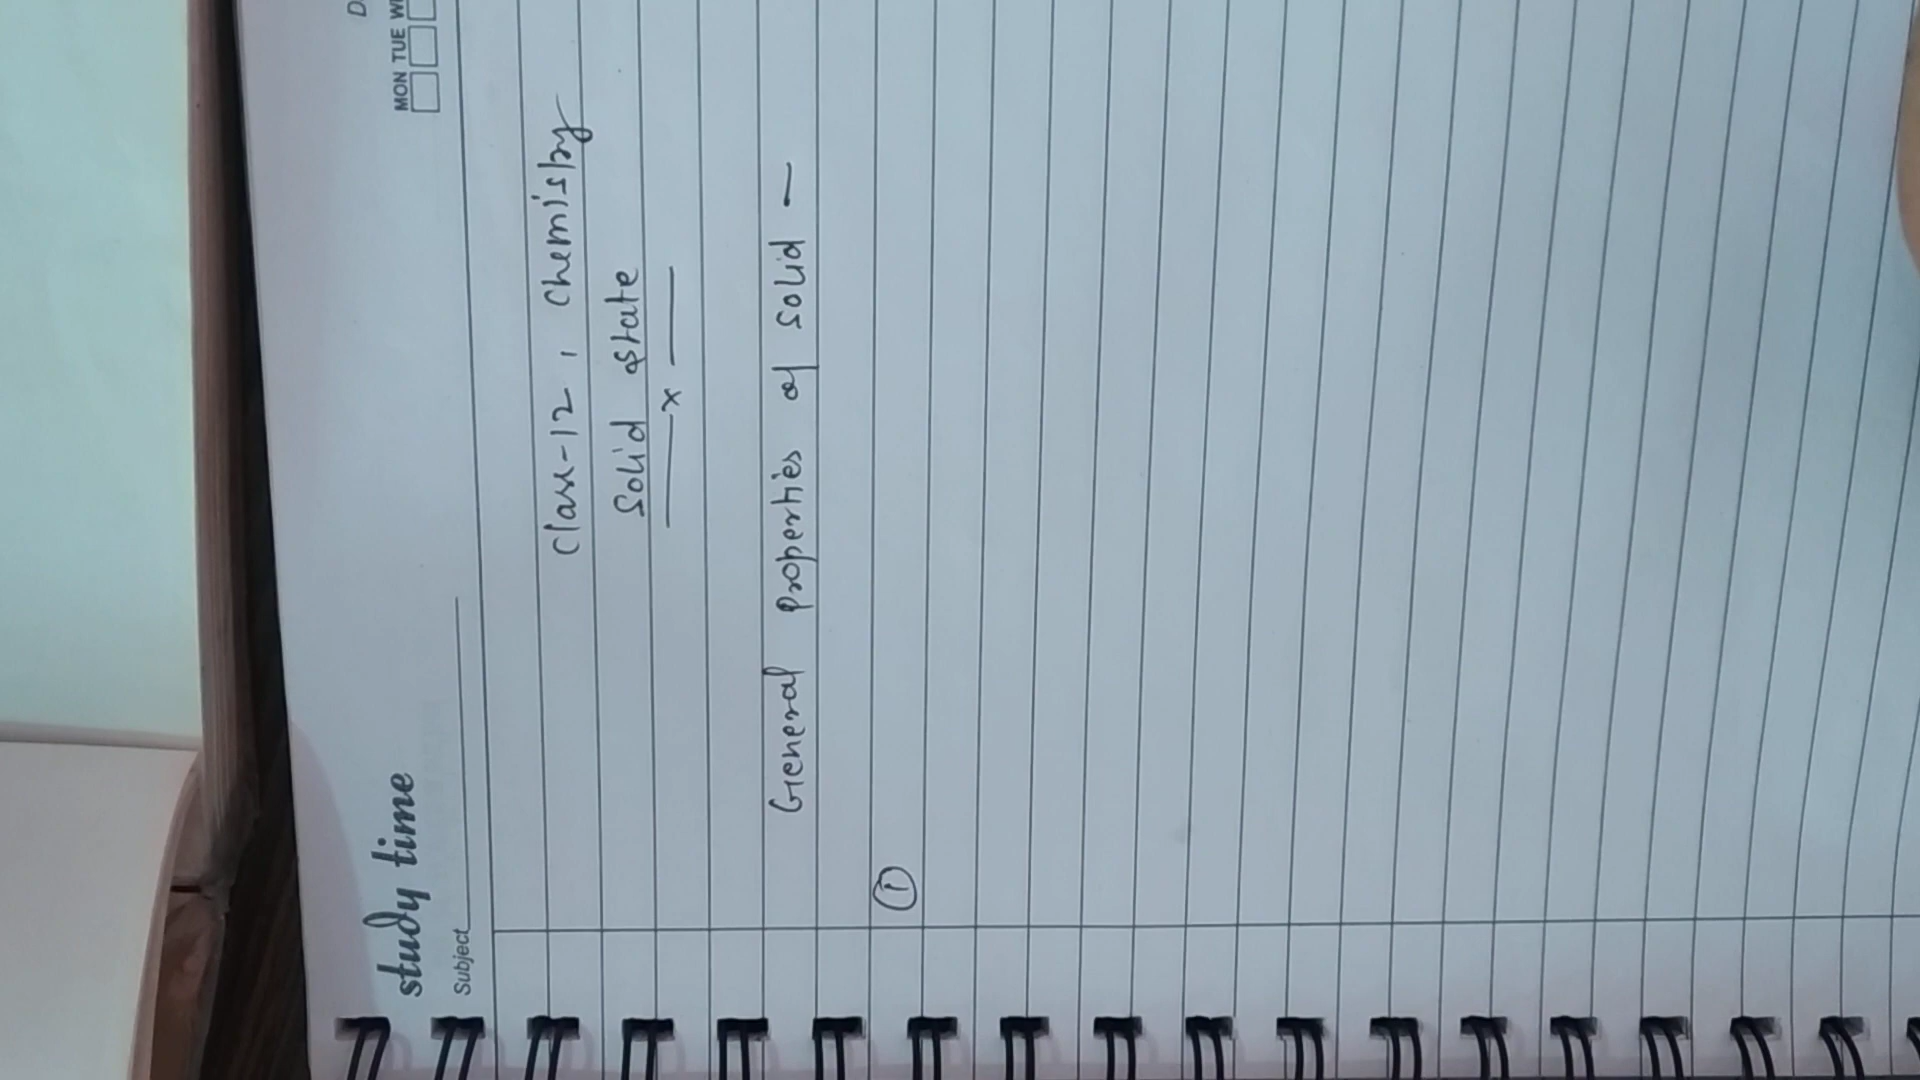 study time
D
Subject
MON TUE W
Class-12, Chemistry
Solid state
—x—
General properties of solid —
①